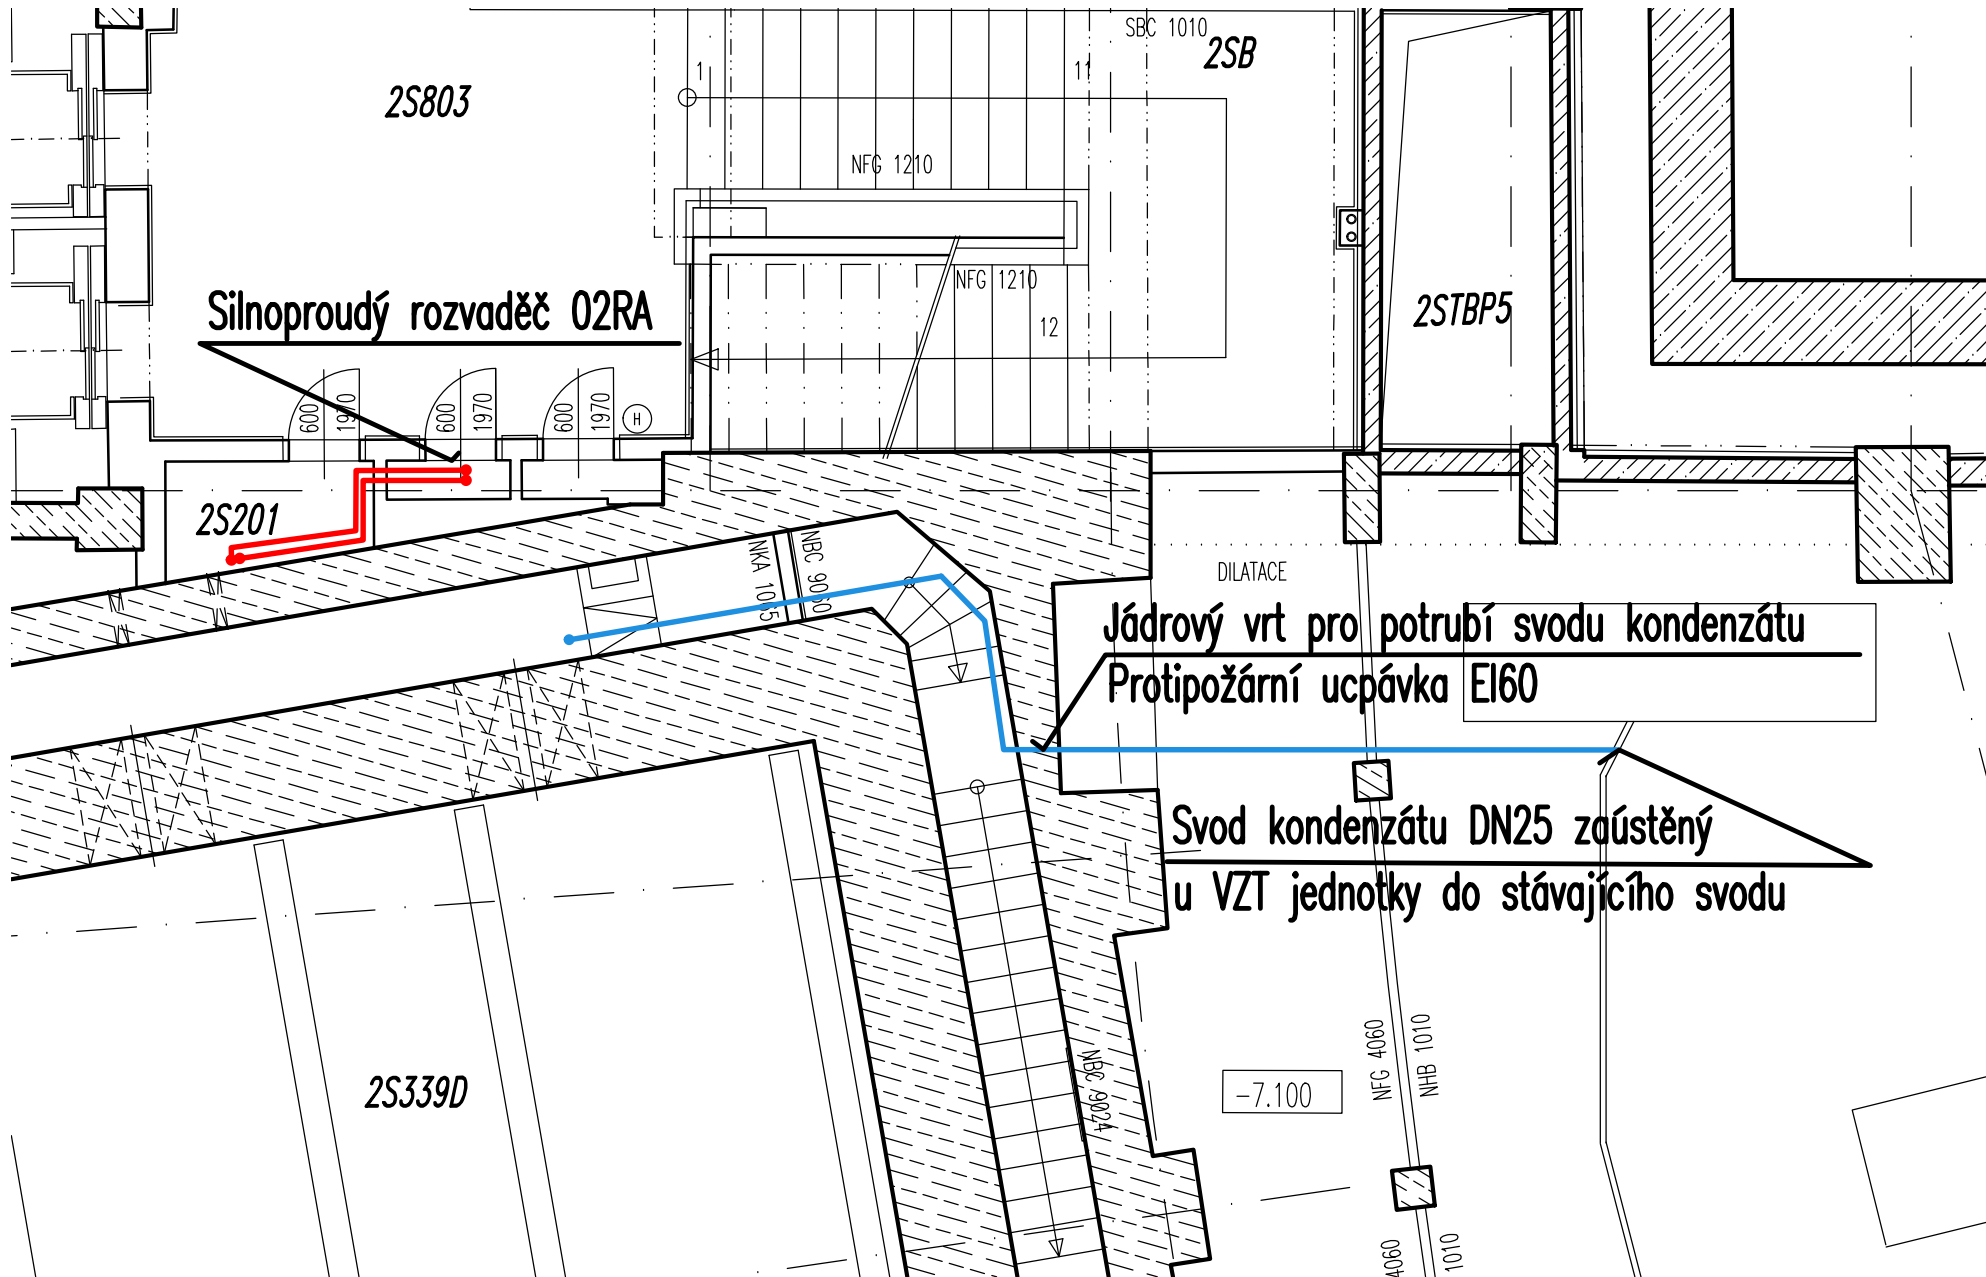 SBC 1010
2SB
1
11
2S803
NFG 1210
NFG 1210
12
Silnoproudý rozvaděč 02RA
2STBP5
600
1970
600
1970
600
1970
H
2S201
NKA 1065
NBC 9060
DILATACE
Jádrový vrt pro potrubí svodu kondenzátu
Protipožární ucpávka EI60
Svod kondenzátu DN25 zaústěný
u VZT jednotky do stávajícího svodu
2S339D
NBC 9024
-7.100
NFG 4060
NHB 1010
4060
1010